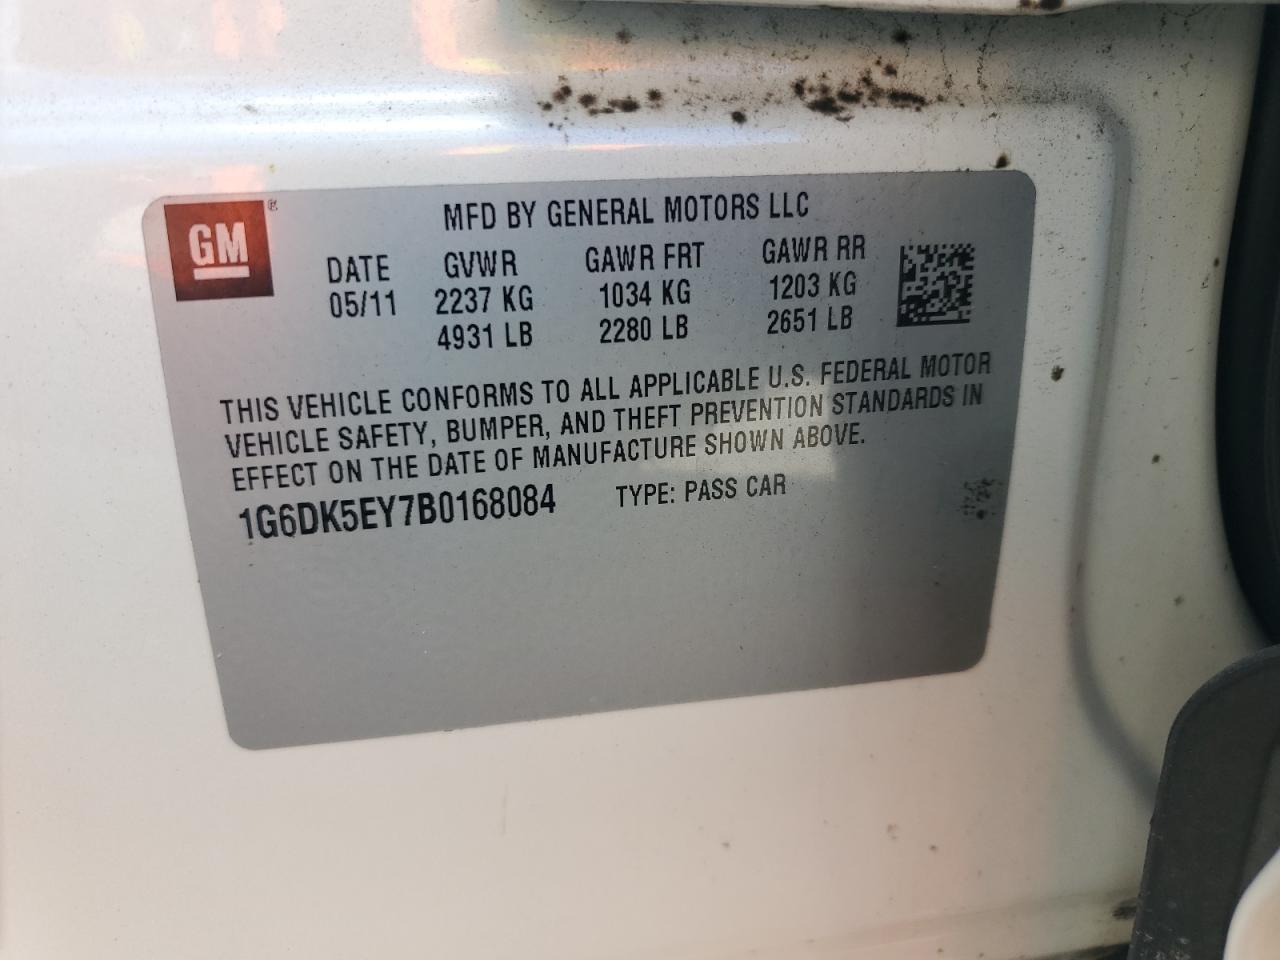 GM ®
MFD BY GENERAL MOTORS LLC
DATE GVWR GAWR FRT GAWR RR
05/11 2237 KG 1034 KG 1203 KG
4931 LB 2280 LB 2651 LB
THIS VEHICLE CONFORMS TO ALL APPLICABLE U.S. FEDERAL MOTOR
VEHICLE SAFETY, BUMPER, AND THEFT PREVENTION STANDARDS IN
EFFECT ON THE DATE OF MANUFACTURE SHOWN ABOVE.
1G6DK5EY7B0168084 TYPE: PASS CAR